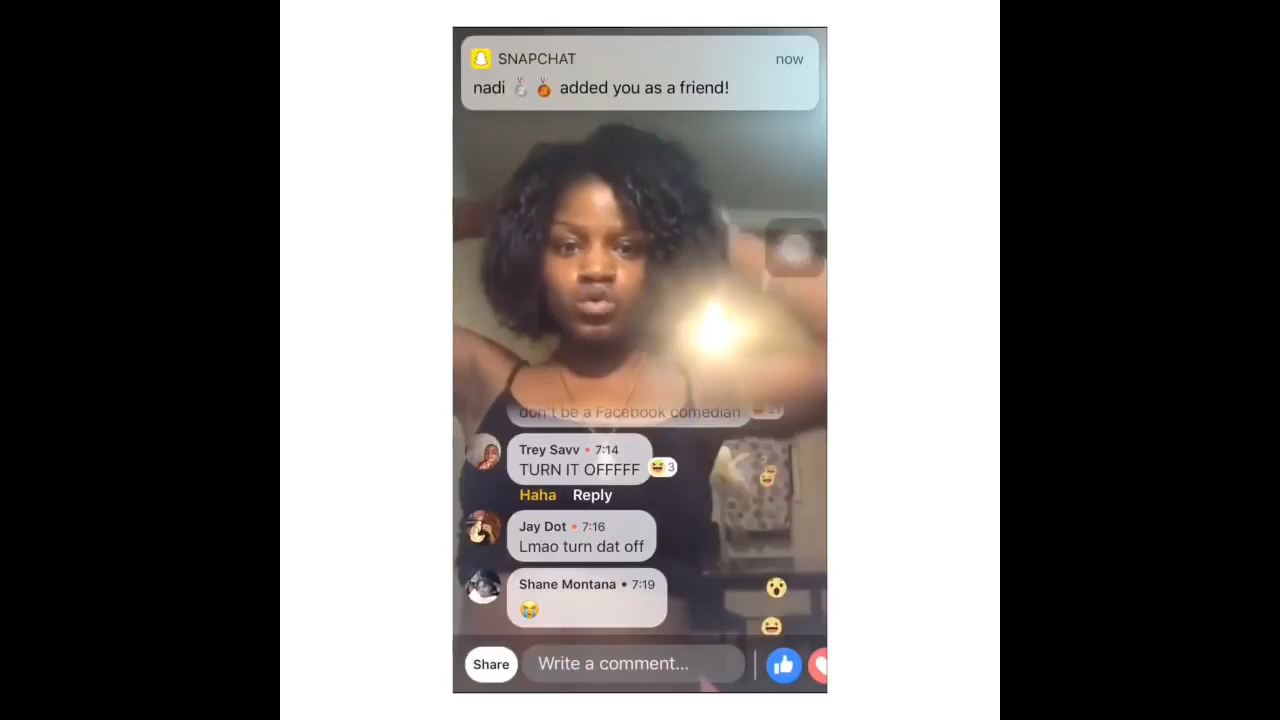 SNAPCHAT now
nadi 🥈 🥉 added you as a friend!
don't be a Facebook comedian 21
Trey Savv • 7:14
TURN IT OFFFFF 😆 3
Haha Reply
Jay Dot • 7:16
Lmao turn dat off
Shane Montana • 7:19
😭
Share Write a comment...